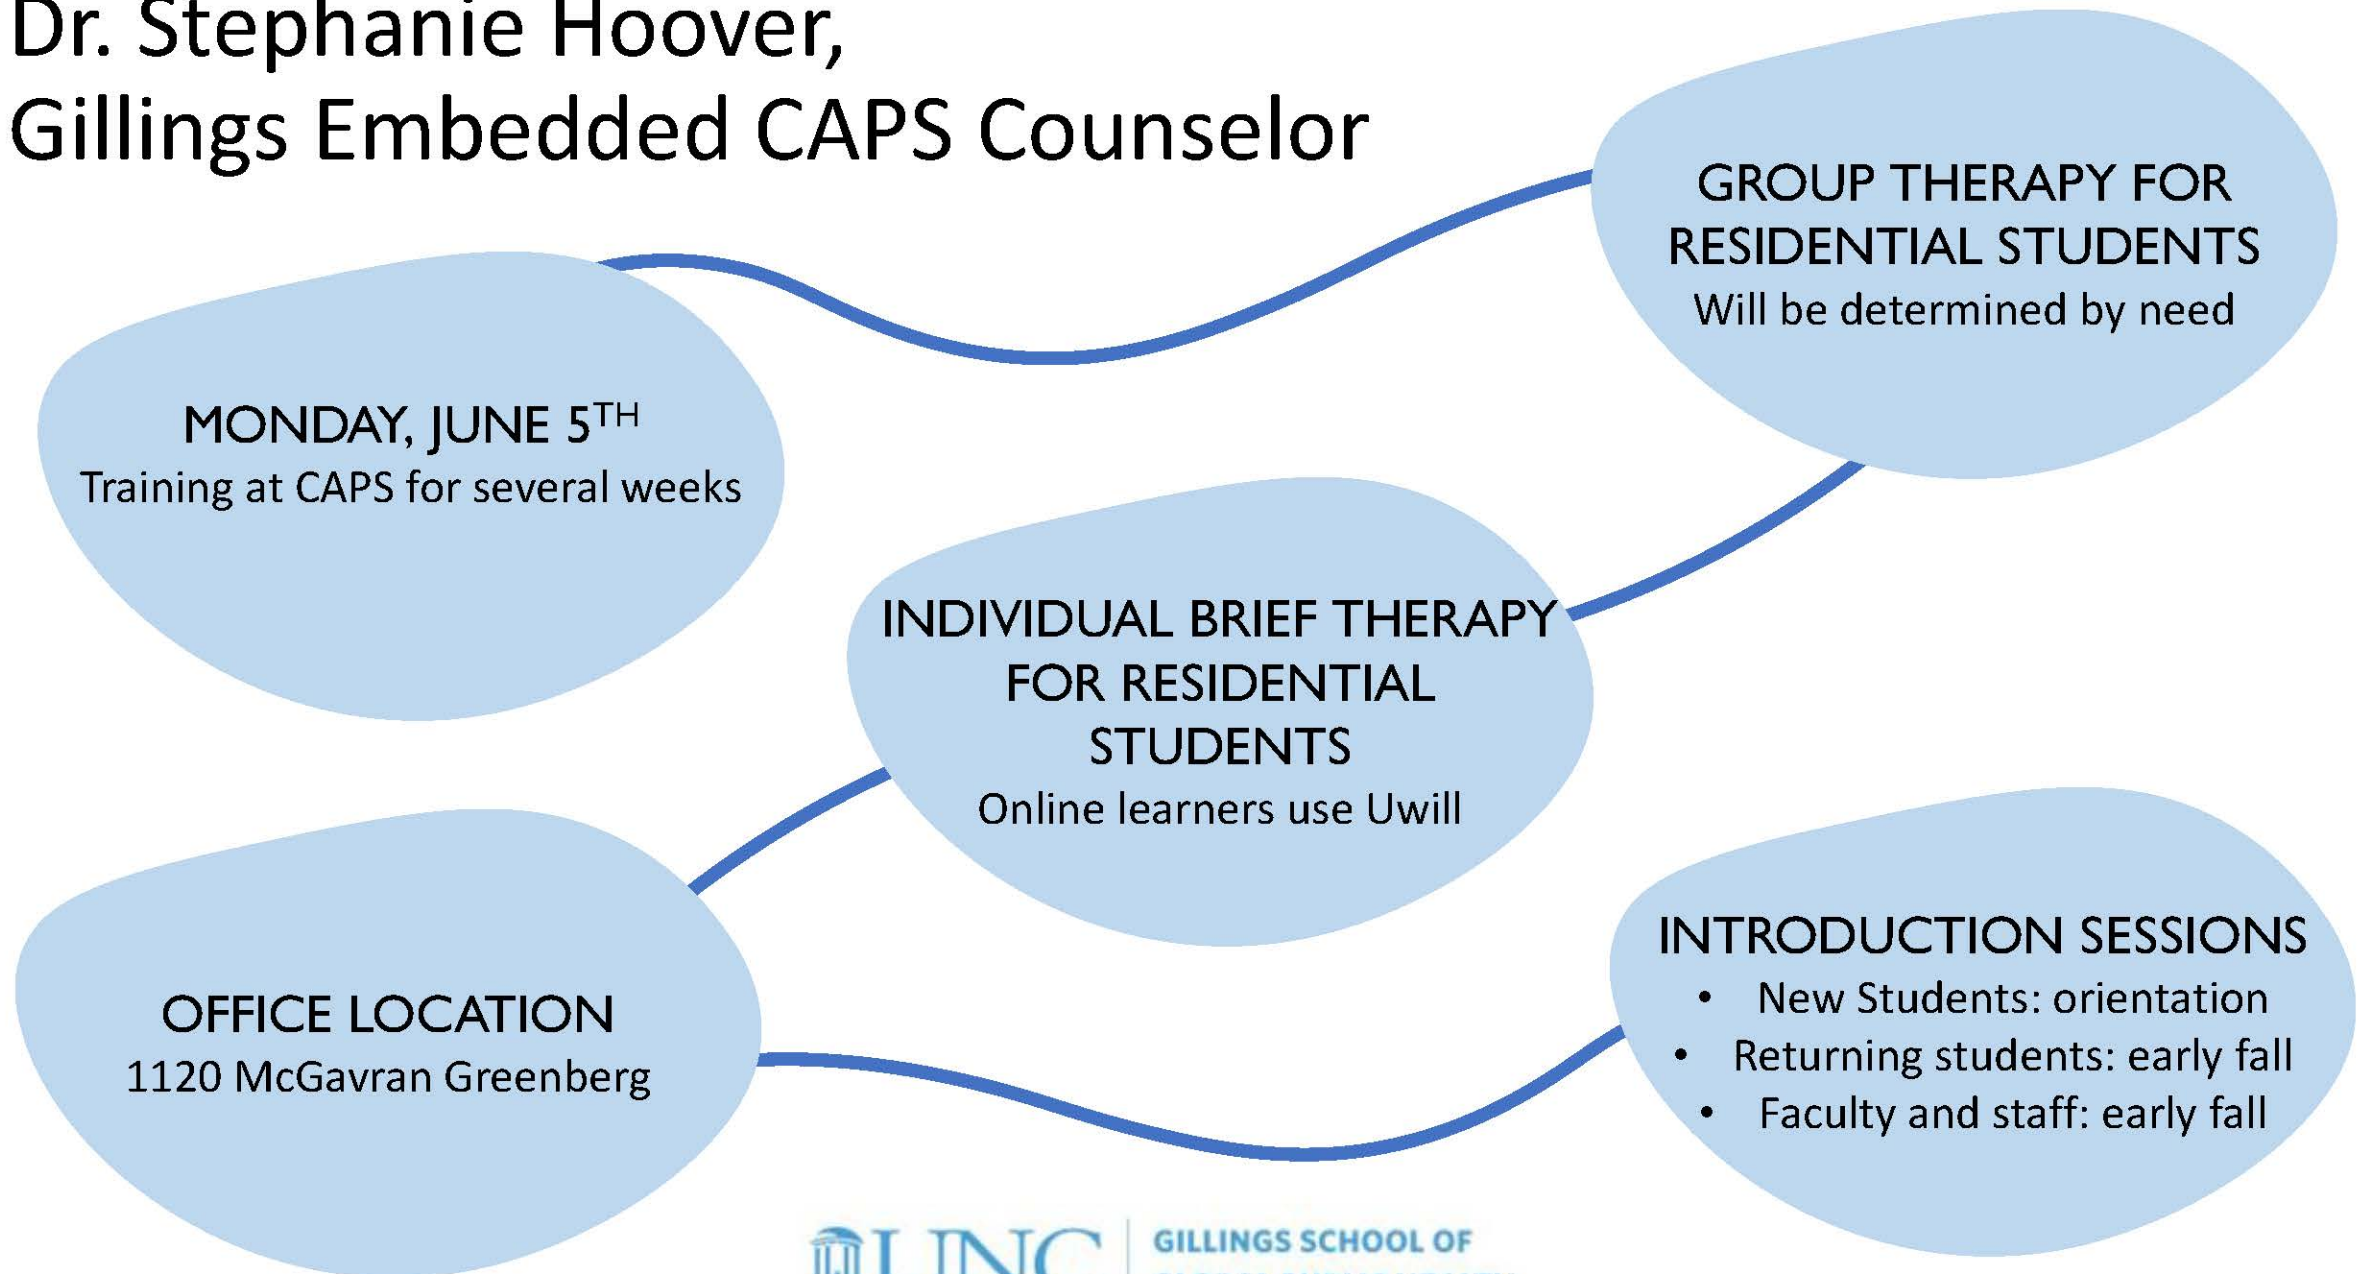 Dr. Stephanie Hoover,
Gillings Embedded CAPS Counselor
GROUP THERAPY FOR
RESIDENTIAL STUDENTS
Will be determined by need
MONDAY, JUNE 5TH
Training at CAPS for several weeks
INDIVIDUAL BRIEF THERAPY
FOR RESIDENTIAL
STUDENTS
Online learners use Uwill
OFFICE LOCATION
1120 McGavran Greenberg
INTRODUCTION SESSIONS
• New Students: orientation
• Returning students: early fall
• Faculty and staff: early fall
UNC
GILLINGS SCHOOL OF